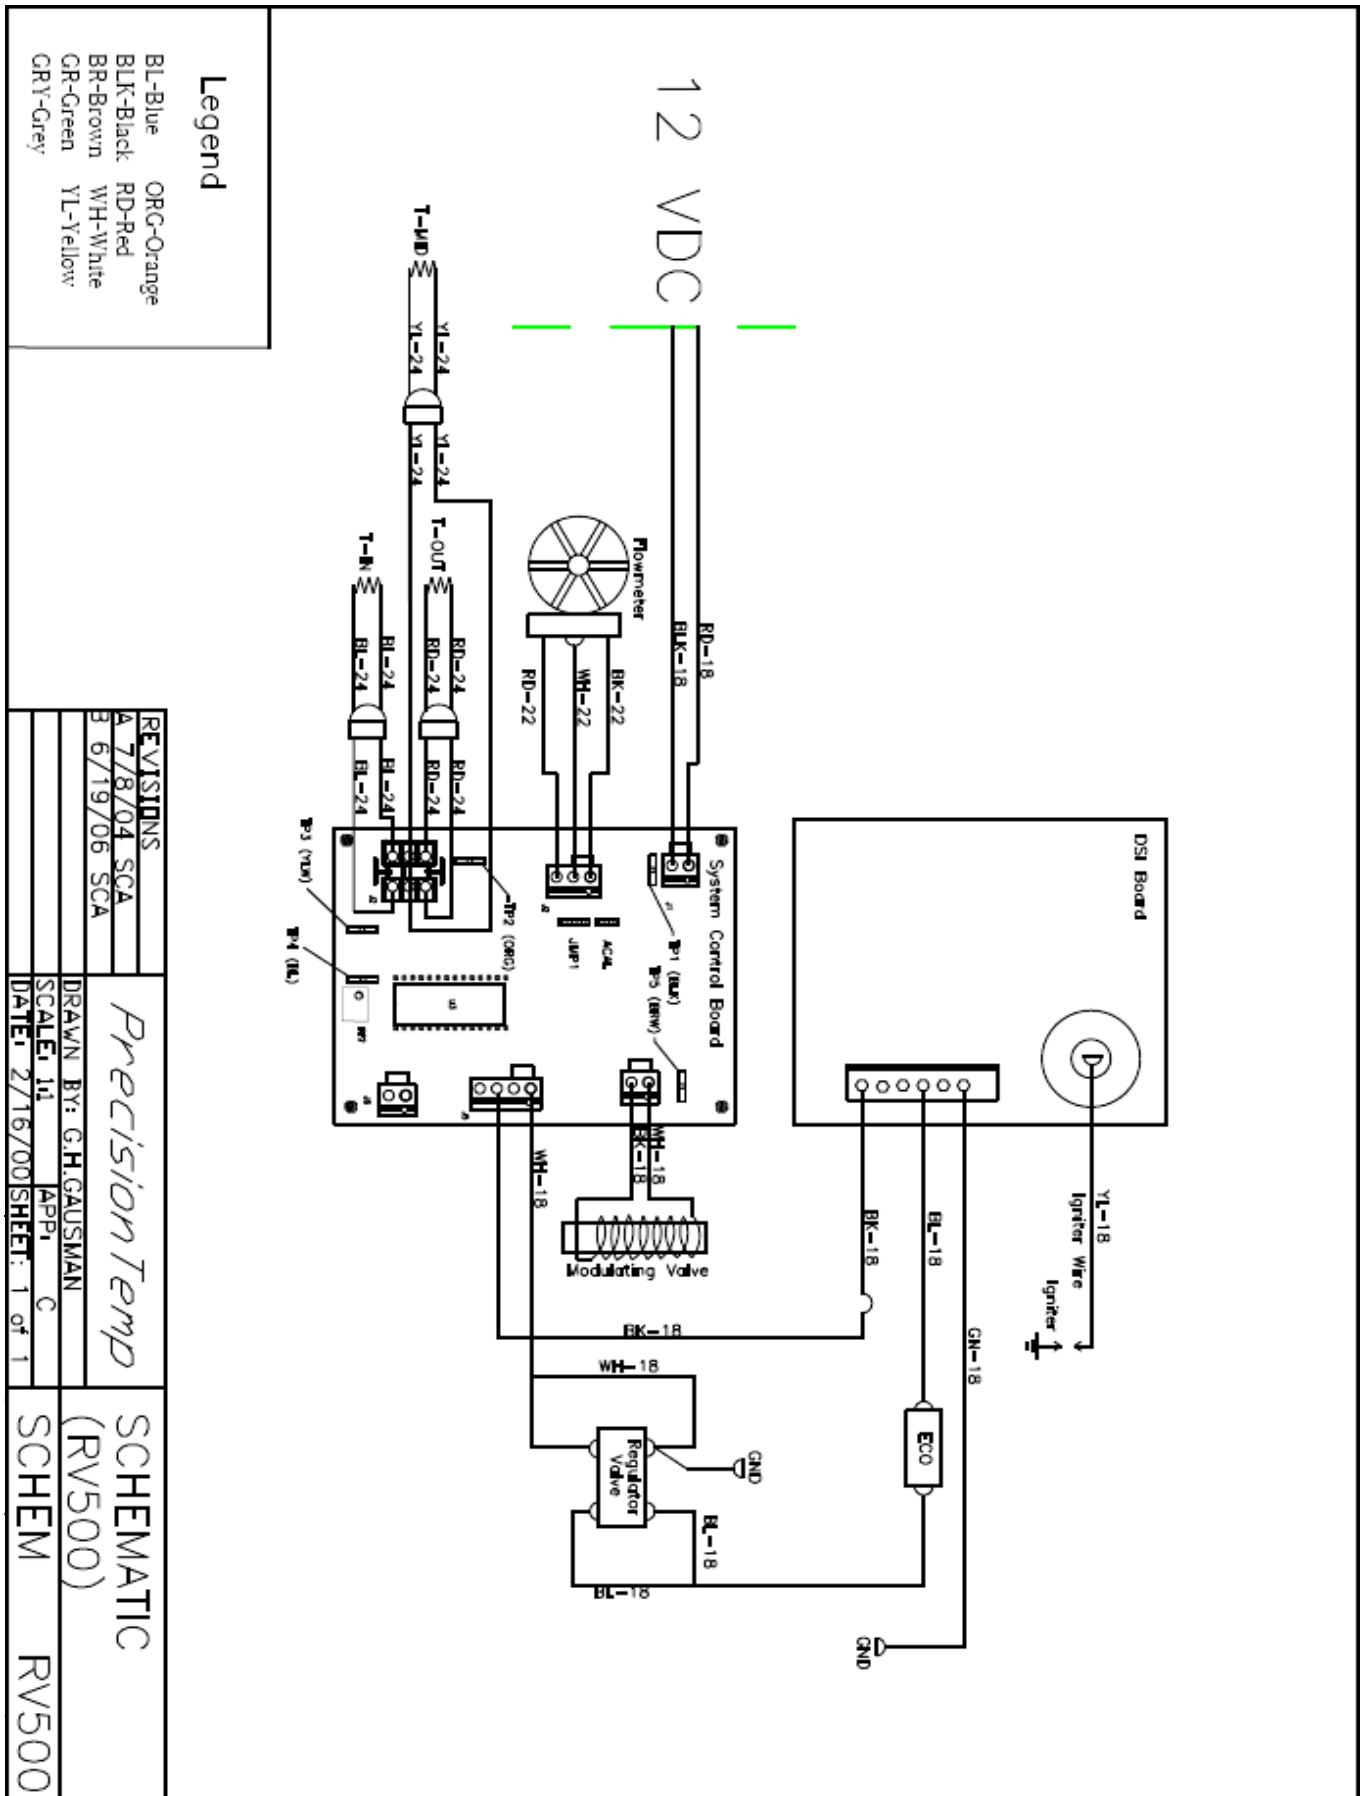 12 VDC
DSI Board
YL-18
Igniter Wire
Igniter
BK-18
BL-18
GN-18
ECO
GND
RD-18
BLK-18
System Control Board
J1
TP1 (BLK)
TP5 (BRW)
Flowmeter
BK-22
WH-22
RD-22
J2
ACAL
JMP1
WH-18
BK-18
Modulating Valve
BK-18
WH-18
WH-18
Regulator
Valve
GND
BL-18
BL-18
T-MID
YL-24
YL-24
YL-24
YL-24
T-OUT
RD-24
RD-24
RD-24
RD-24
T-IN
BL-24
BL-24
BL-24
BL-24
TP2 (ORG)
TP3 (YLW)
TP4 (BL)
Legend
BL-Blue ORG-Orange
BLK-Black RD-Red
BR-Brown WH-White
GR-Green YL-Yellow
GRY-Grey
REVISIONS
A 7/8/04 SCA
B 6/19/06 SCA
PrecisionTemp
DRAWN BY: G.H.GAUSMAN
SCALE: 1:1 APP: C
DATE: 2/16/00 SHEET: 1 of 1
SCHEMATIC
(RV500)
SCHEM RV500